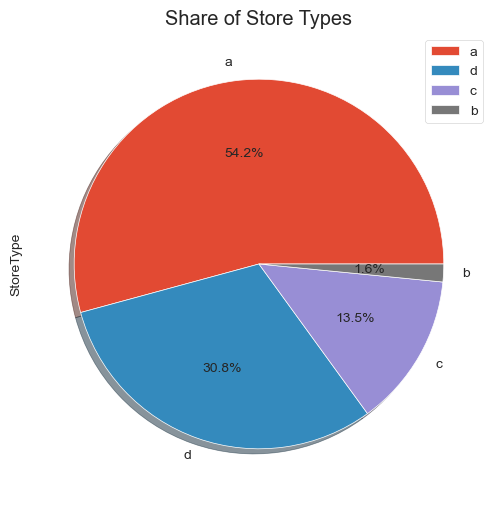 Share of Store Types
a
a
d
c
b
54.2%
StoreType
1.6%
b
13.5%
30.8%
c
d